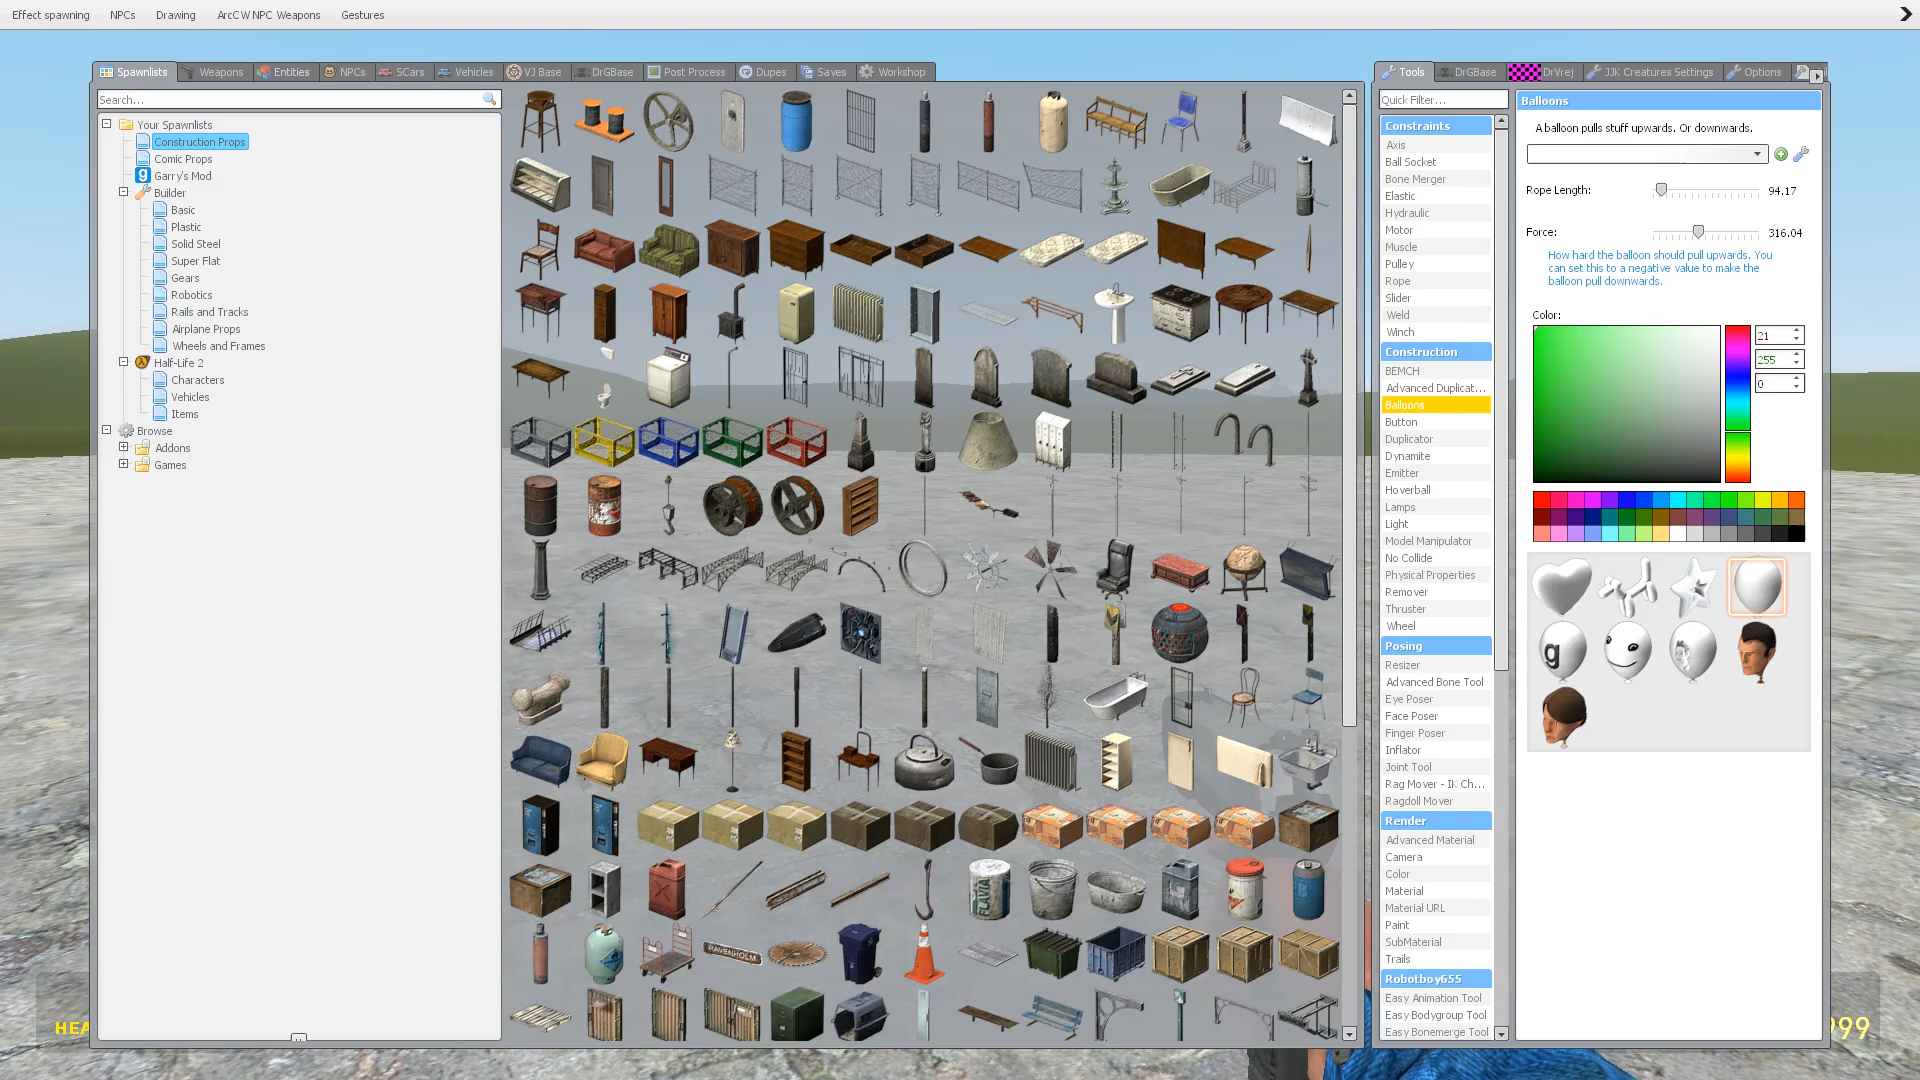 Effect spawning NPCs Drawing ArcCW NPC Weapons Gestures
Spawnlists Weapons Entities NPCs SCars Vehicles VJ Base DrGBase Post Process Dupes Saves Workshop
Search...
Your Spawnlists
Construction Props
Comic Props
Garry's Mod
Builder
Basic
Plastic
Solid Steel
Super Flat
Gears
Robotics
Rails and Tracks
Airplane Props
Wheels and Frames
Half-Life 2
Characters
Vehicles
Items
Browse
Addons
Games
FLAVIA
RAVENHOLM
HEA
Tools DrGBase DrVrej JJK Creatures Settings Options
Quick Filter...
Constraints
Axis
Ball Socket
Bone Merger
Elastic
Hydraulic
Motor
Muscle
Pulley
Rope
Slider
Weld
Winch
Construction
BEMCH
Advanced Duplicat...
Balloons
Button
Duplicator
Dynamite
Emitter
Hoverball
Lamps
Light
Model Manipulator
No Collide
Physical Properties
Remover
Thruster
Wheel
Posing
Resizer
Advanced Bone Tool
Eye Poser
Face Poser
Finger Poser
Inflator
Joint Tool
Rag Mover - IK Ch...
Ragdoll Mover
Render
Advanced Material
Camera
Color
Material
Material URL
Paint
SubMaterial
Trails
Robotboy655
Easy Animation Tool
Easy Bodygroup Tool
Easy Bonemerge Tool
Balloons
A balloon pulls stuff upwards. Or downwards.
Rope Length: 94.17
Force: 316.04
How hard the balloon should pull upwards. You
can set this to a negative value to make the
balloon pull downwards.
Color:
21
255
0
g
999